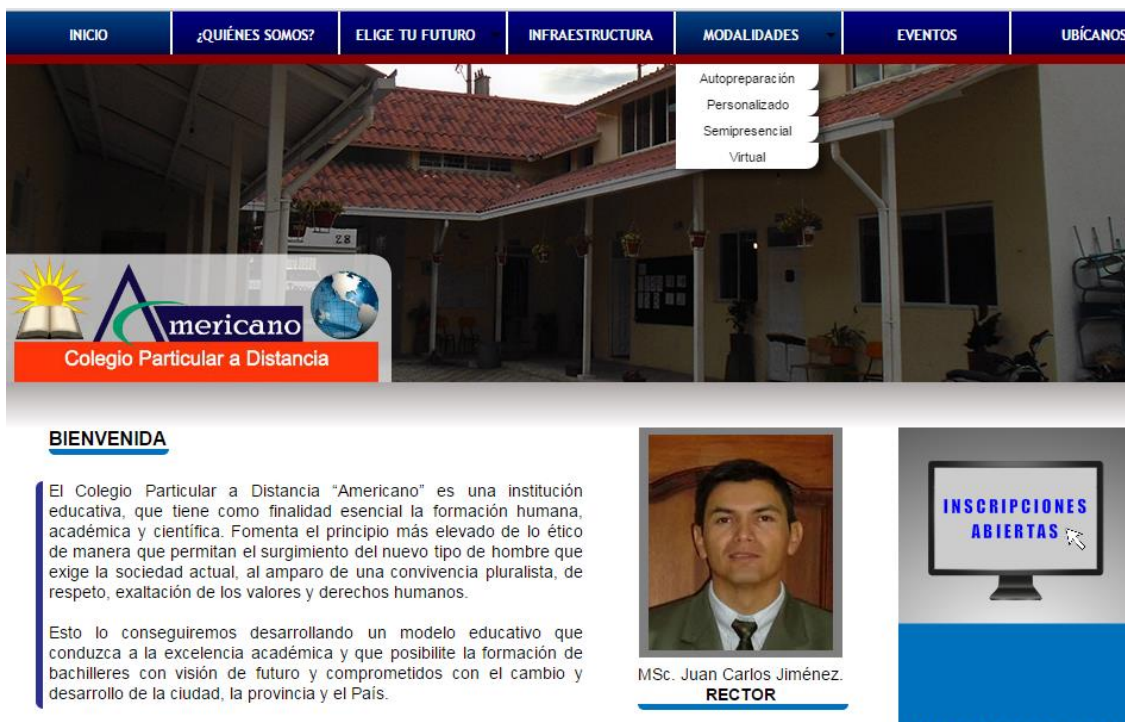 INICIO
¿QUIÉNES SOMOS?
ELIGE TU FUTURO
INFRAESTRUCTURA
MODALIDADES
EVENTOS
UBÍCANOS
Autopreparación
Personalizado
Semipresencial
Virtual
28
Americano
Colegio Particular a Distancia
BIENVENIDA
El Colegio Particular a Distancia “Americano” es una institución
educativa, que tiene como finalidad esencial la formación humana,
académica y científica. Fomenta el principio más elevado de lo ético
de manera que permitan el surgimiento del nuevo tipo de hombre que
exige la sociedad actual, al amparo de una convivencia pluralista, de
respeto, exaltación de los valores y derechos humanos.
Esto lo conseguiremos desarrollando un modelo educativo que
conduzca a la excelencia académica y que posibilite la formación de
bachilleres con visión de futuro y comprometidos con el cambio y
desarrollo de la ciudad, la provincia y el País.
MSc. Juan Carlos Jiménez.
RECTOR
INSCRIPCIONES
ABIERTAS